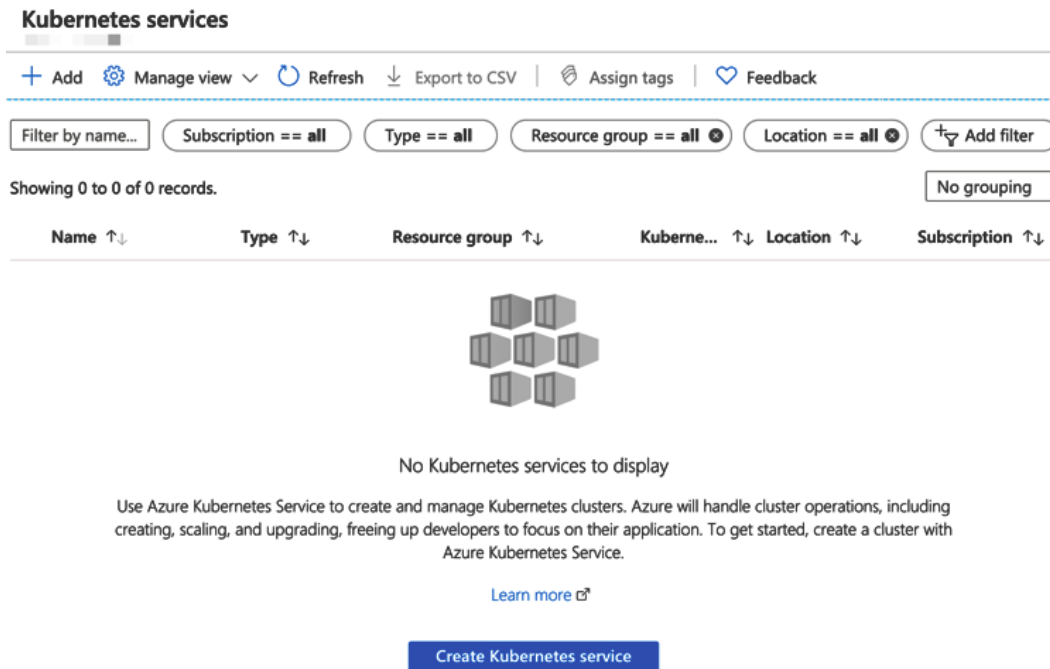 Kubernetes services
Add Manage view Refresh Export to CSV Assign tags Feedback
Filter by name... Subscription == all Type == all Resource group == all Location == all Add filter
Showing 0 to 0 of 0 records.
No grouping
Name Type Resource group Kuberne... Location Subscription
No Kubernetes services to display
Use Azure Kubernetes Service to create and manage Kubernetes clusters. Azure will handle cluster operations, including
creating, scaling, and upgrading, freeing up developers to focus on their application. To get started, create a cluster with
Azure Kubernetes Service.
Learn more
Create Kubernetes service